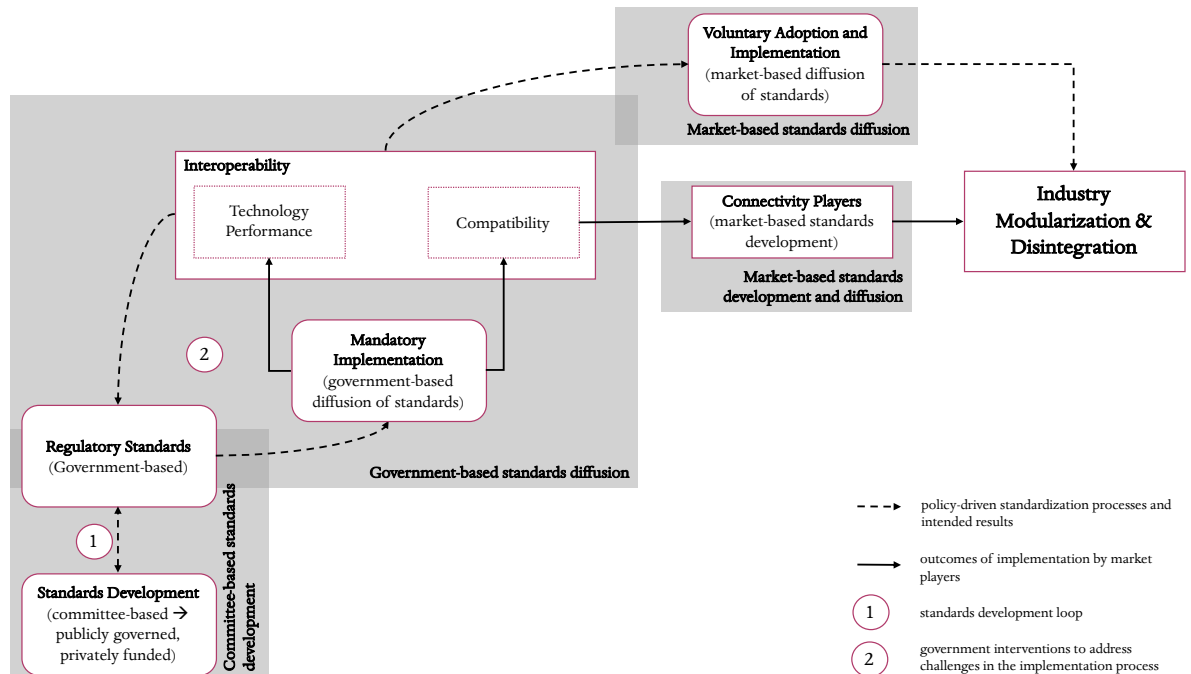 Voluntary Adoption and
Implementation
(market-based diffusion
of standards)
Market-based standards diffusion
Interoperability
Technology
Performance
Compatibility
Connectivity Players
(market-based standards
development)
Market-based standards
development and diffusion
Industry
Modularization &
Disintegration
2
Mandatory
Implementation
(government-based
diffusion of standards)
Government-based standards diffusion
Regulatory Standards
(Government-based)
1
Standards Development
(committee-based →
publicly governed,
privately funded)
Committee-based standards
development
policy-driven standardization processes and
intended results
outcomes of implementation by market
players
1
standards development loop
2
government interventions to address
challenges in the implementation process